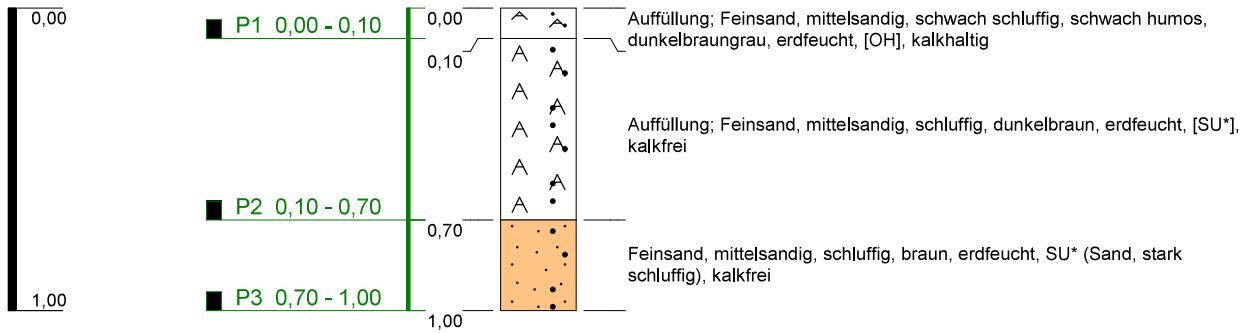 0,00
P1 0,00 - 0,10
0,00
Auffüllung; Feinsand, mittelsandig, schwach schluffig, schwach humos,
dunkelbraungrau, erdfeucht, [OH], kalkhaltig
0,10
Auffüllung; Feinsand, mittelsandig, schluffig, dunkelbraun, erdfeucht, [SU*],
kalkfrei
P2 0,10 - 0,70
0,70
Feinsand, mittelsandig, schluffig, braun, erdfeucht, SU* (Sand, stark
schluffig), kalkfrei
1,00
P3 0,70 - 1,00
1,00